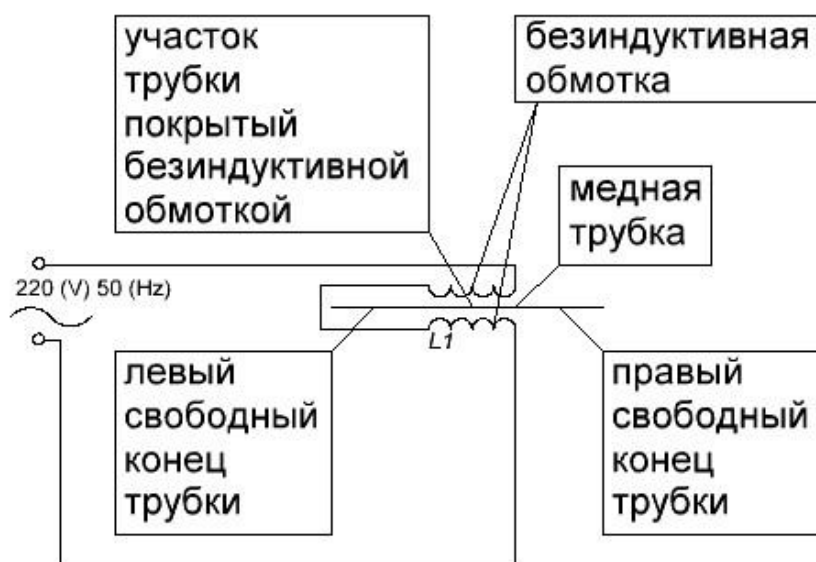 участок
трубки
покрытый
безиндуктивной
обмоткой
безиндуктивная
обмотка
медная
трубка
220 (V) 50 (Hz)
L1
левый
свободный
конец
трубки
правый
свободный
конец
трубки